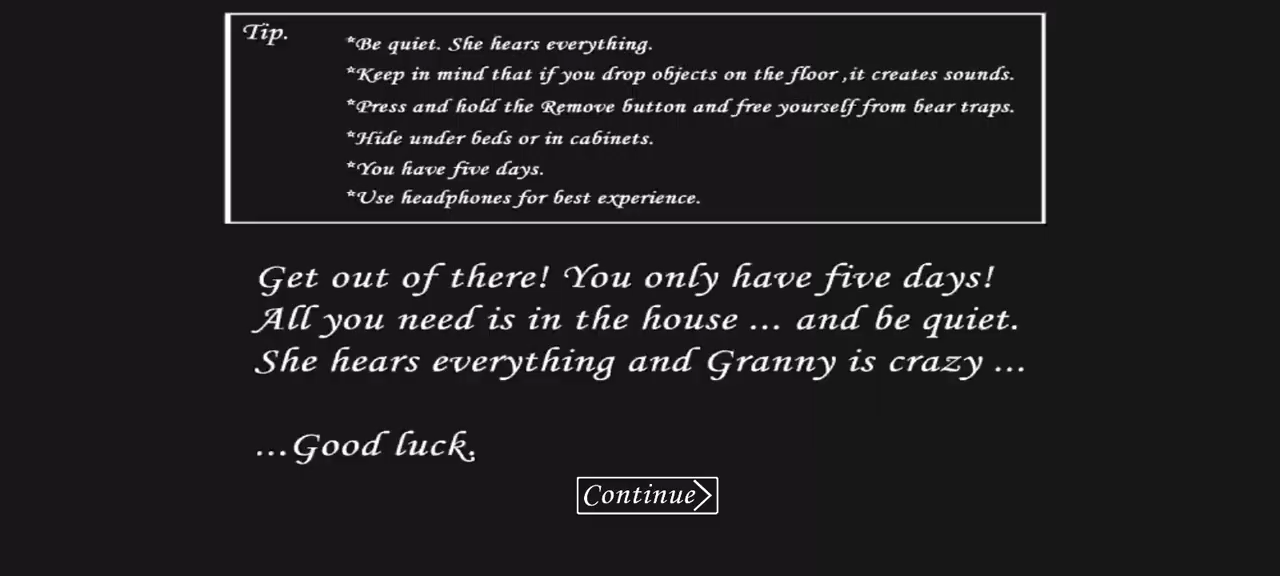 Tip.
*Be quiet. She hears everything.
*Keep in mind that if you drop objects on the floor ,it creates sounds.
*Press and hold the Remove button and free yourself from bear traps.
*Hide under beds or in cabinets.
*You have five days.
*Use headphones for best experience.
Get out of there! You only have five days!
All you need is in the house ... and be quiet.
She hears everything and Granny is crazy ...
...Good luck.
Continue>